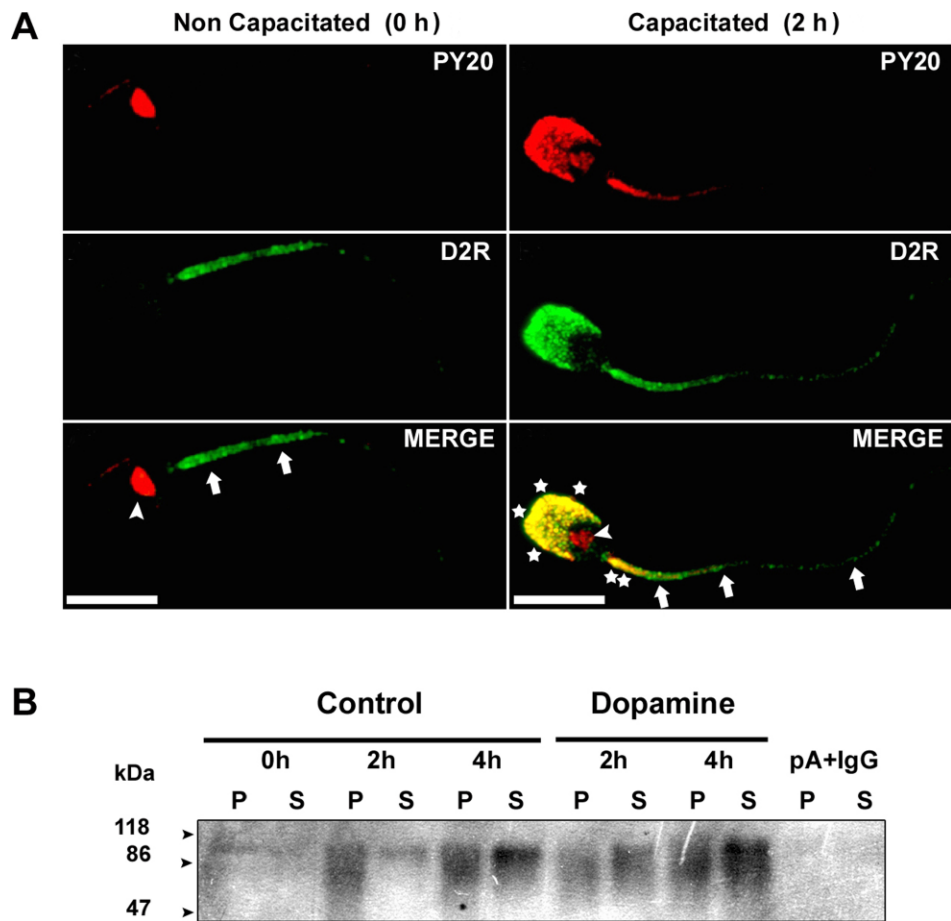 A
Non Capacitated (0 h) Capacitated (2 h)
PY20 PY20
D2R D2R
MERGE MERGE
B
Control Dopamine
kDa 0h 2h 4h 2h 4h pA+IgG
P S P S P S P S P S P S
118
86
47